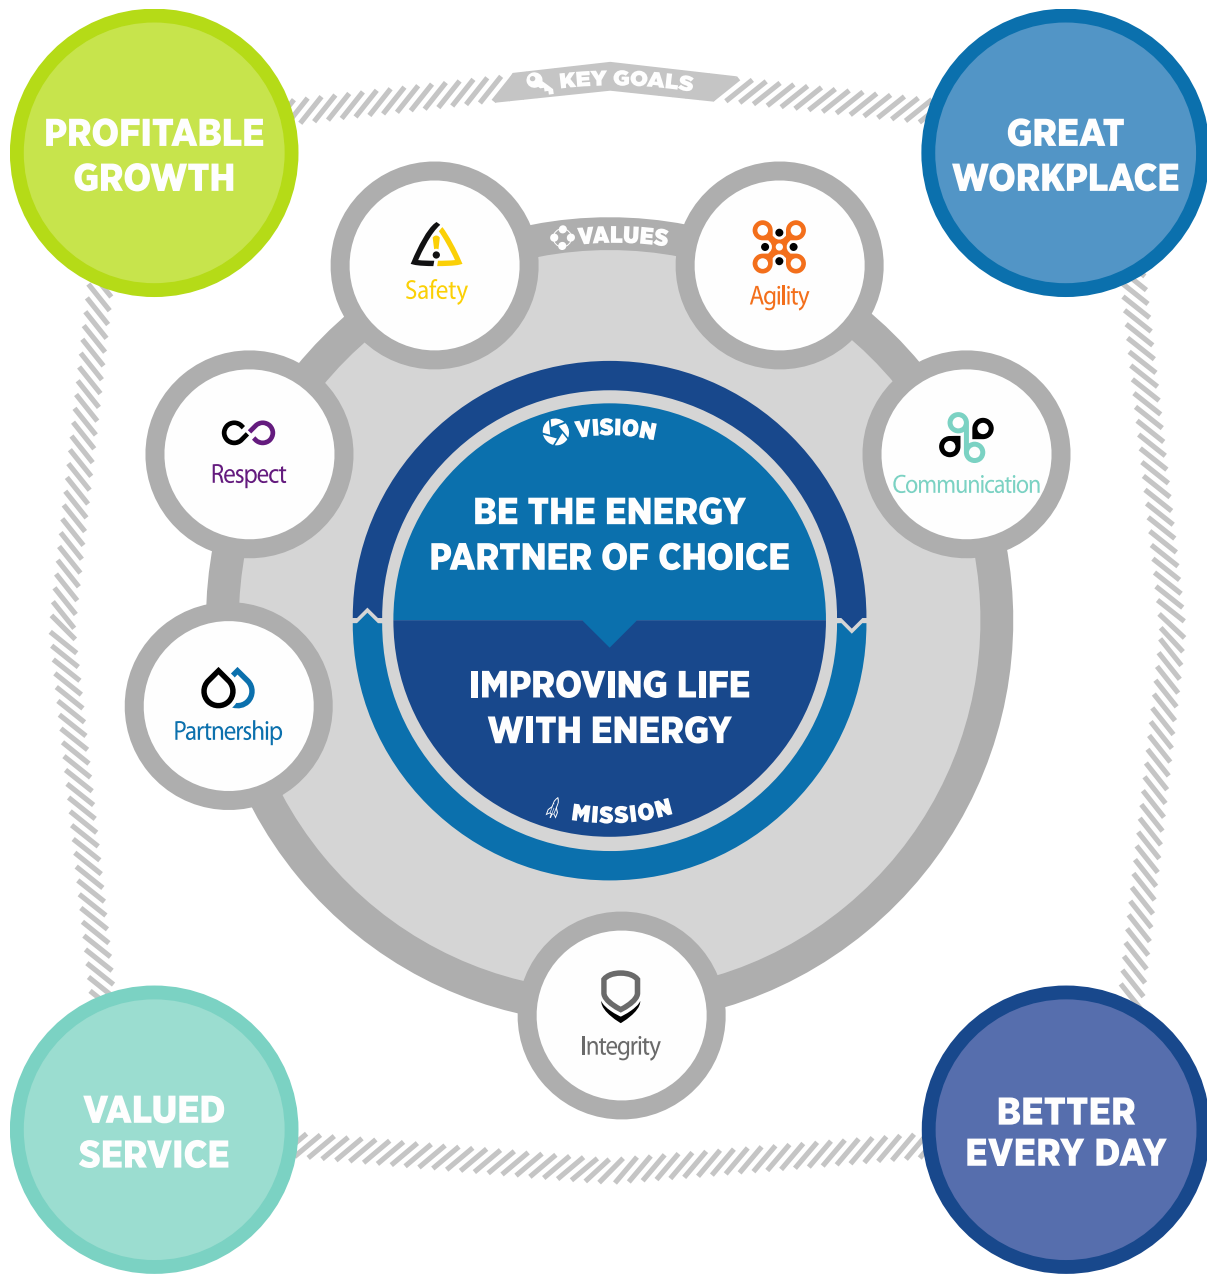 PROFITABLE
GROWTH
KEY GOALS
GREAT
WORKPLACE
VALUES
Safety
Agility
Respect
Communication
VISION
BE THE ENERGY
PARTNER OF CHOICE
IMPROVING LIFE
WITH ENERGY
MISSION
Partnership
Integrity
VALUED
SERVICE
BETTER
EVERY DAY